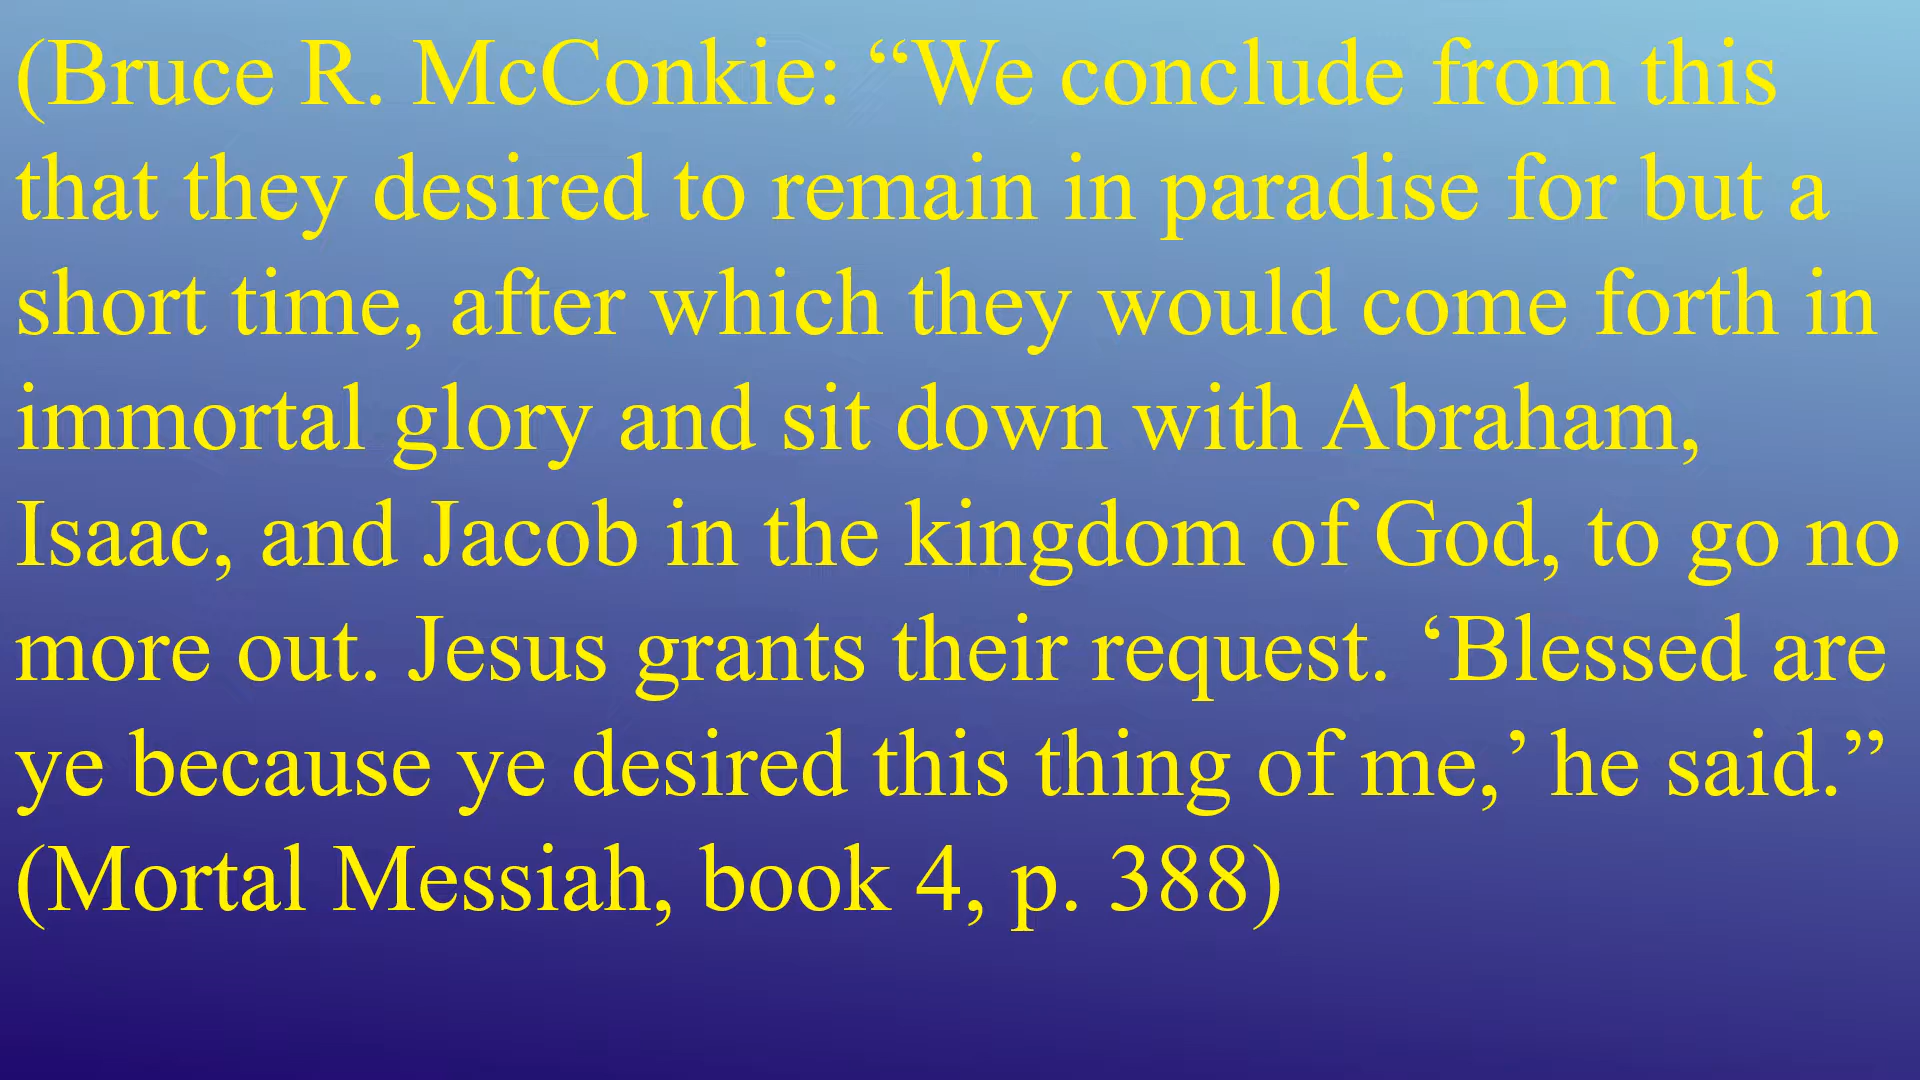 (Bruce R. McConkie: “We conclude from this
that they desired to remain in paradise for but a
short time, after which they would come forth in
immortal glory and sit down with Abraham,
Isaac, and Jacob in the kingdom of God, to go no
more out. Jesus grants their request. ‘Blessed are
ye because ye desired this thing of me,’ he said.”
(Mortal Messiah, book 4, p. 388)